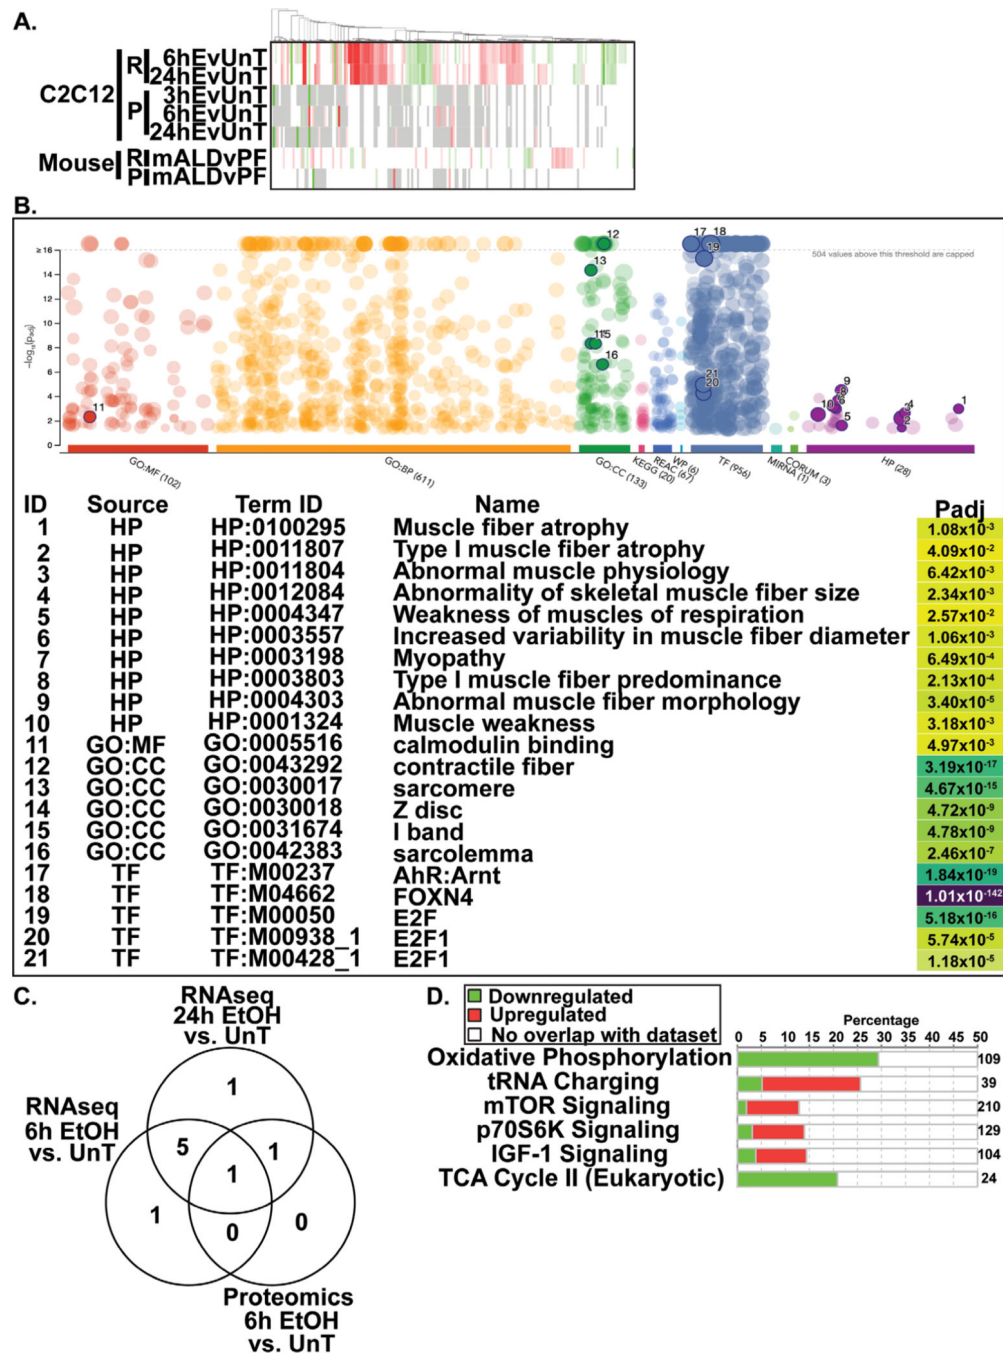 A.
C2C12
R
6hEvUnT
24hEvUnT
P
3hEvUnT
6hEvUnT
24hEvUnT
Mouse
R mALDvPF
P mALDvPF
B.
≥16
14
12
10
8
6
4
2
0
-log10(padj)
504 values above this threshold are capped
12
17 18
19
13
16
21
20
11
9
10
5
4
2
1
GO:MF (102)
GO:BP (611)
GO:CC (133)
KEGG (20)
REAC (67)
WP (6)
TF (956)
MIRNA (1)
CORUM (3)
HP (28)
ID Source Term ID Name Padj
1 HP HP:0100295 Muscle fiber atrophy 1.08x10-3
2 HP HP:0011807 Type I muscle fiber atrophy 4.09x10-2
3 HP HP:0011804 Abnormal muscle physiology 6.42x10-3
4 HP HP:0012084 Abnormality of skeletal muscle fiber size 2.34x10-3
5 HP HP:0004347 Weakness of muscles of respiration 2.57x10-2
6 HP HP:0003557 Increased variability in muscle fiber diameter 1.06x10-3
7 HP HP:0003198 Myopathy 6.49x10-4
8 HP HP:0003803 Type I muscle fiber predominance 2.13x10-4
9 HP HP:0004303 Abnormal muscle fiber morphology 3.40x10-5
10 HP HP:0001324 Muscle weakness 3.18x10-3
11 GO:MF GO:0005516 calmodulin binding 4.97x10-3
12 GO:CC GO:0043292 contractile fiber 3.19x10-17
13 GO:CC GO:0030017 sarcomere 4.67x10-15
14 GO:CC GO:0030018 Z disc 4.72x10-9
15 GO:CC GO:0031674 I band 4.78x10-9
16 GO:CC GO:0042383 sarcolemma 2.46x10-7
17 TF TF:M00237 AhR:Arnt 1.84x10-19
18 TF TF:M04662 FOXN4 1.01x10-142
19 TF TF:M00050 E2F 5.18x10-16
20 TF TF:M00938_1 E2F1 5.74x10-5
21 TF TF:M00428_1 E2F1 1.18x10-5
C.
RNAseq
24h EtOH
vs. UnT
RNAseq
6h EtOH
vs. UnT
1
5
1
1
1
0
0
Proteomics
6h EtOH
vs. UnT
D.
Downregulated
Upregulated
No overlap with dataset
Percentage
0 5 10 15 20 25 30 35 40 45 50
Oxidative Phosphorylation 109
tRNA Charging 39
mTOR Signaling 210
p70S6K Signaling 129
IGF-1 Signaling 104
TCA Cycle II (Eukaryotic) 24